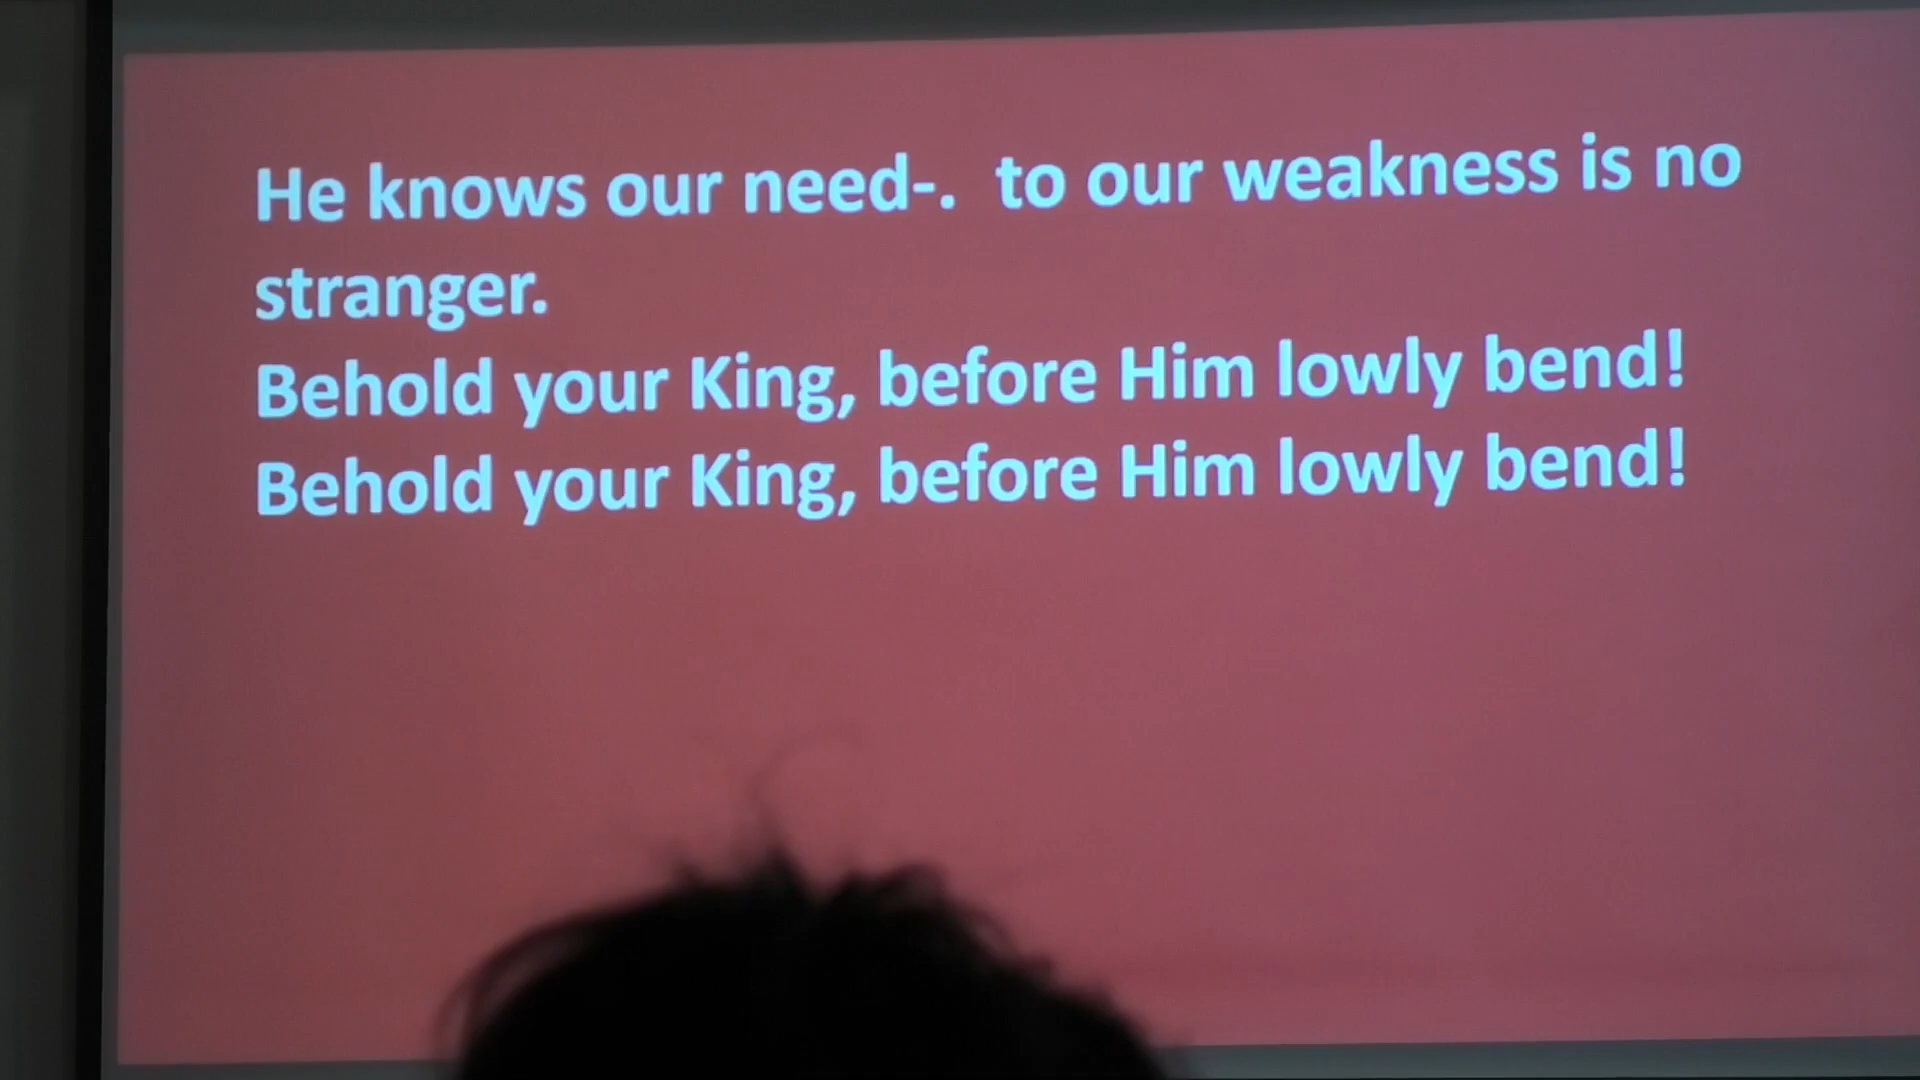 He knows our need-.  to our weakness is no
stranger.
Behold your King, before Him lowly bend!
Behold your King, before Him lowly bend!